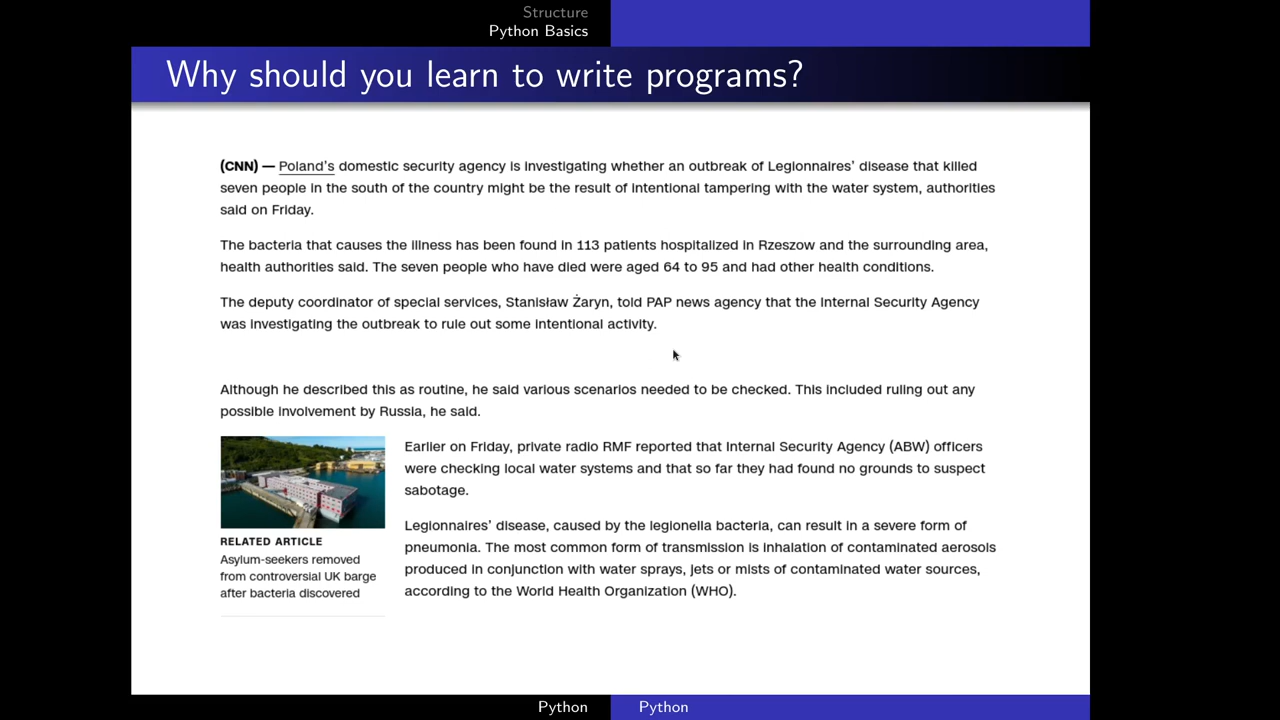 Structure
Python Basics
Why should you learn to write programs?
(CNN) — Poland's domestic security agency is investigating whether an outbreak of Legionnaires' disease that killed
seven people in the south of the country might be the result of intentional tampering with the water system, authorities
said on Friday.
The bacteria that causes the illness has been found in 113 patients hospitalized in Rzeszow and the surrounding area,
health authorities said. The seven people who have died were aged 64 to 95 and had other health conditions.
The deputy coordinator of special services, Stanisław Żaryn, told PAP news agency that the Internal Security Agency
was investigating the outbreak to rule out some intentional activity.
Although he described this as routine, he said various scenarios needed to be checked. This included ruling out any
possible involvement by Russia, he said.
Earlier on Friday, private radio RMF reported that Internal Security Agency (ABW) officers
were checking local water systems and that so far they had found no grounds to suspect
sabotage.
Legionnaires' disease, caused by the legionella bacteria, can result in a severe form of
pneumonia. The most common form of transmission is inhalation of contaminated aerosols
produced in conjunction with water sprays, jets or mists of contaminated water sources,
according to the World Health Organization (WHO).
RELATED ARTICLE
Asylum-seekers removed
from controversial UK barge
after bacteria discovered
Python
Python